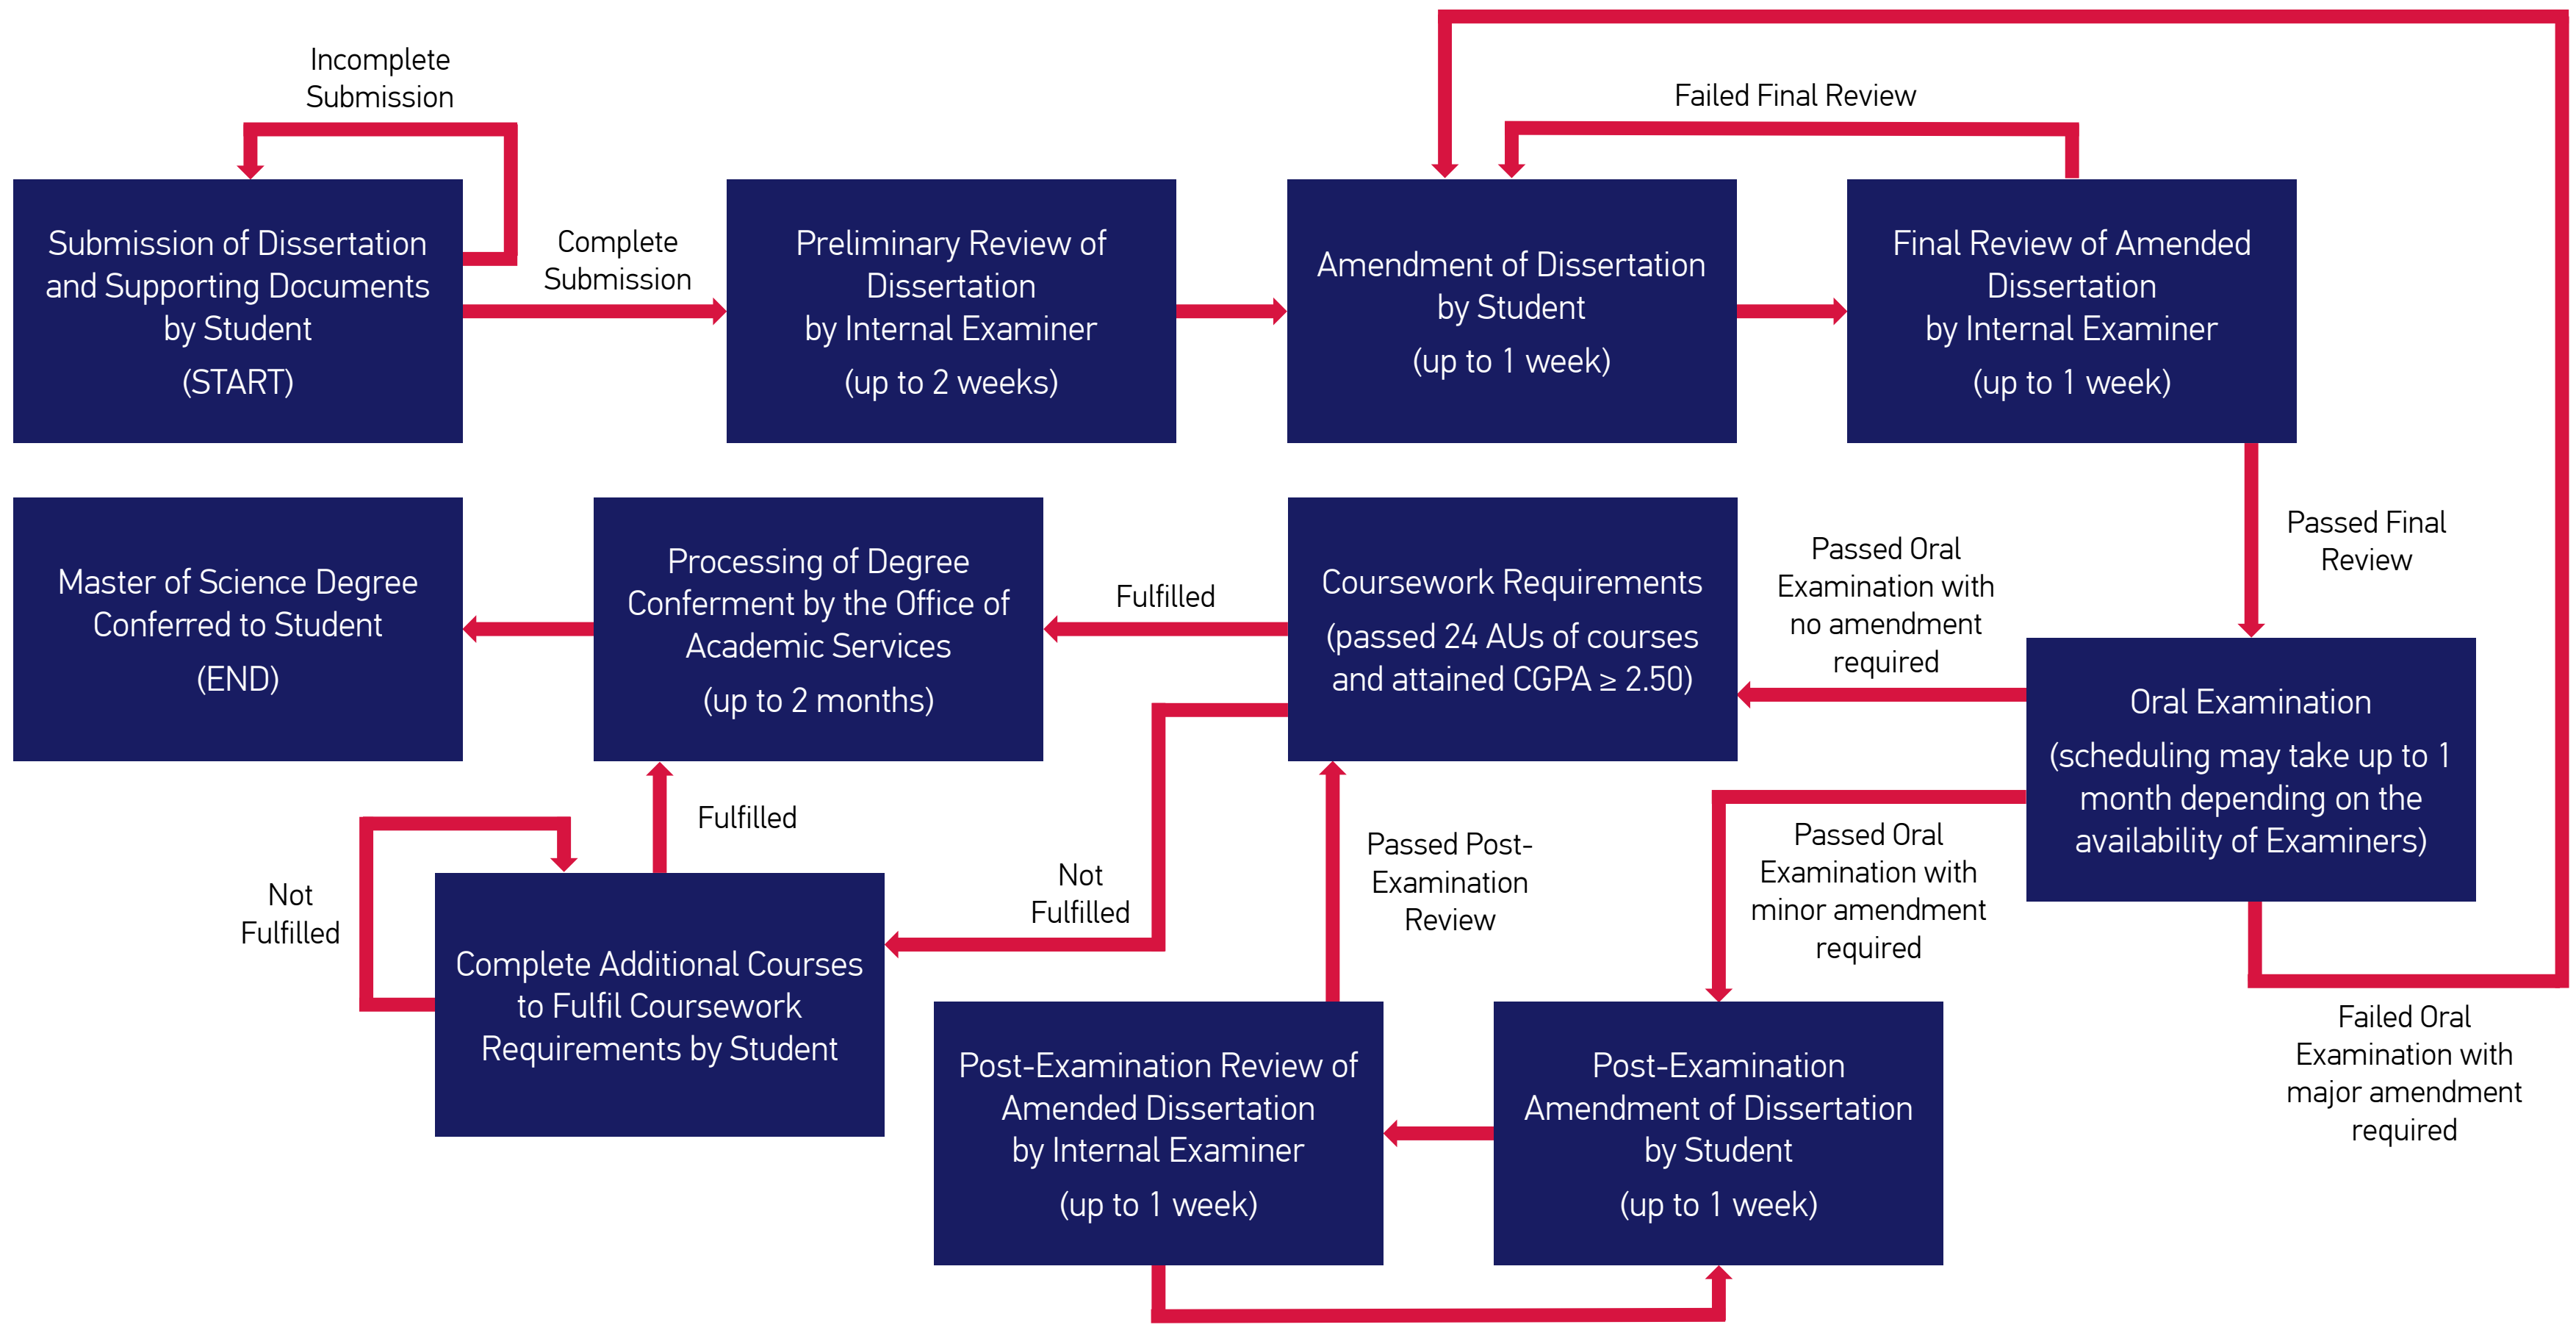 Incomplete
Submission
Submission of Dissertation
and Supporting Documents
by Student
(START)
Complete
Submission
Preliminary Review of
Dissertation
by Internal Examiner
(up to 2 weeks)
Amendment of Dissertation
by Student
(up to 1 week)
Failed Final Review
Final Review of Amended
Dissertation
by Internal Examiner
(up to 1 week)
Passed Final
Review
Oral Examination
(scheduling may take up to 1
month depending on the
availability of Examiners)
Passed Oral
Examination with
no amendment
required
Passed Oral
Examination with
minor amendment
required
Failed Oral
Examination with
major amendment
required
Coursework Requirements
(passed 24 AUs of courses
and attained CGPA ≥ 2.50)
Fulfilled
Processing of Degree
Conferment by the Office of
Academic Services
(up to 2 months)
Master of Science Degree
Conferred to Student
(END)
Not
Fulfilled
Fulfilled
Complete Additional Courses
to Fulfil Coursework
Requirements by Student
Not
Fulfilled
Passed Post-
Examination
Review
Post-Examination Review of
Amended Dissertation
by Internal Examiner
(up to 1 week)
Post-Examination
Amendment of Dissertation
by Student
(up to 1 week)